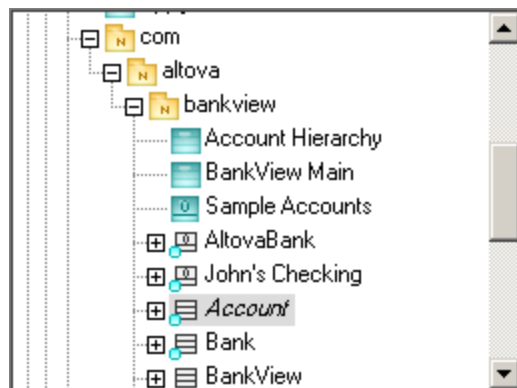 com
altova
bankview
Account Hierarchy
BankView Main
Sample Accounts
AltovaBank
John's Checking
Account
Bank
BankView